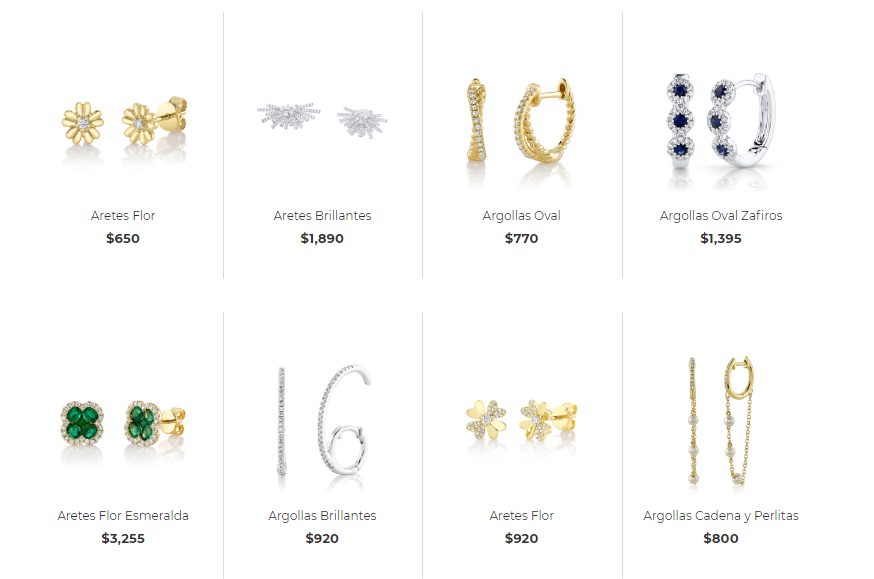 Aretes Flor
$650
Aretes Brillantes
$1,890
Argollas Oval
$770
Argollas Oval Zafiros
$1,395
Aretes Flor Esmeralda
$3,255
Argollas Brillantes
$920
Aretes Flor
$920
Argollas Cadena y Perlitas
$800